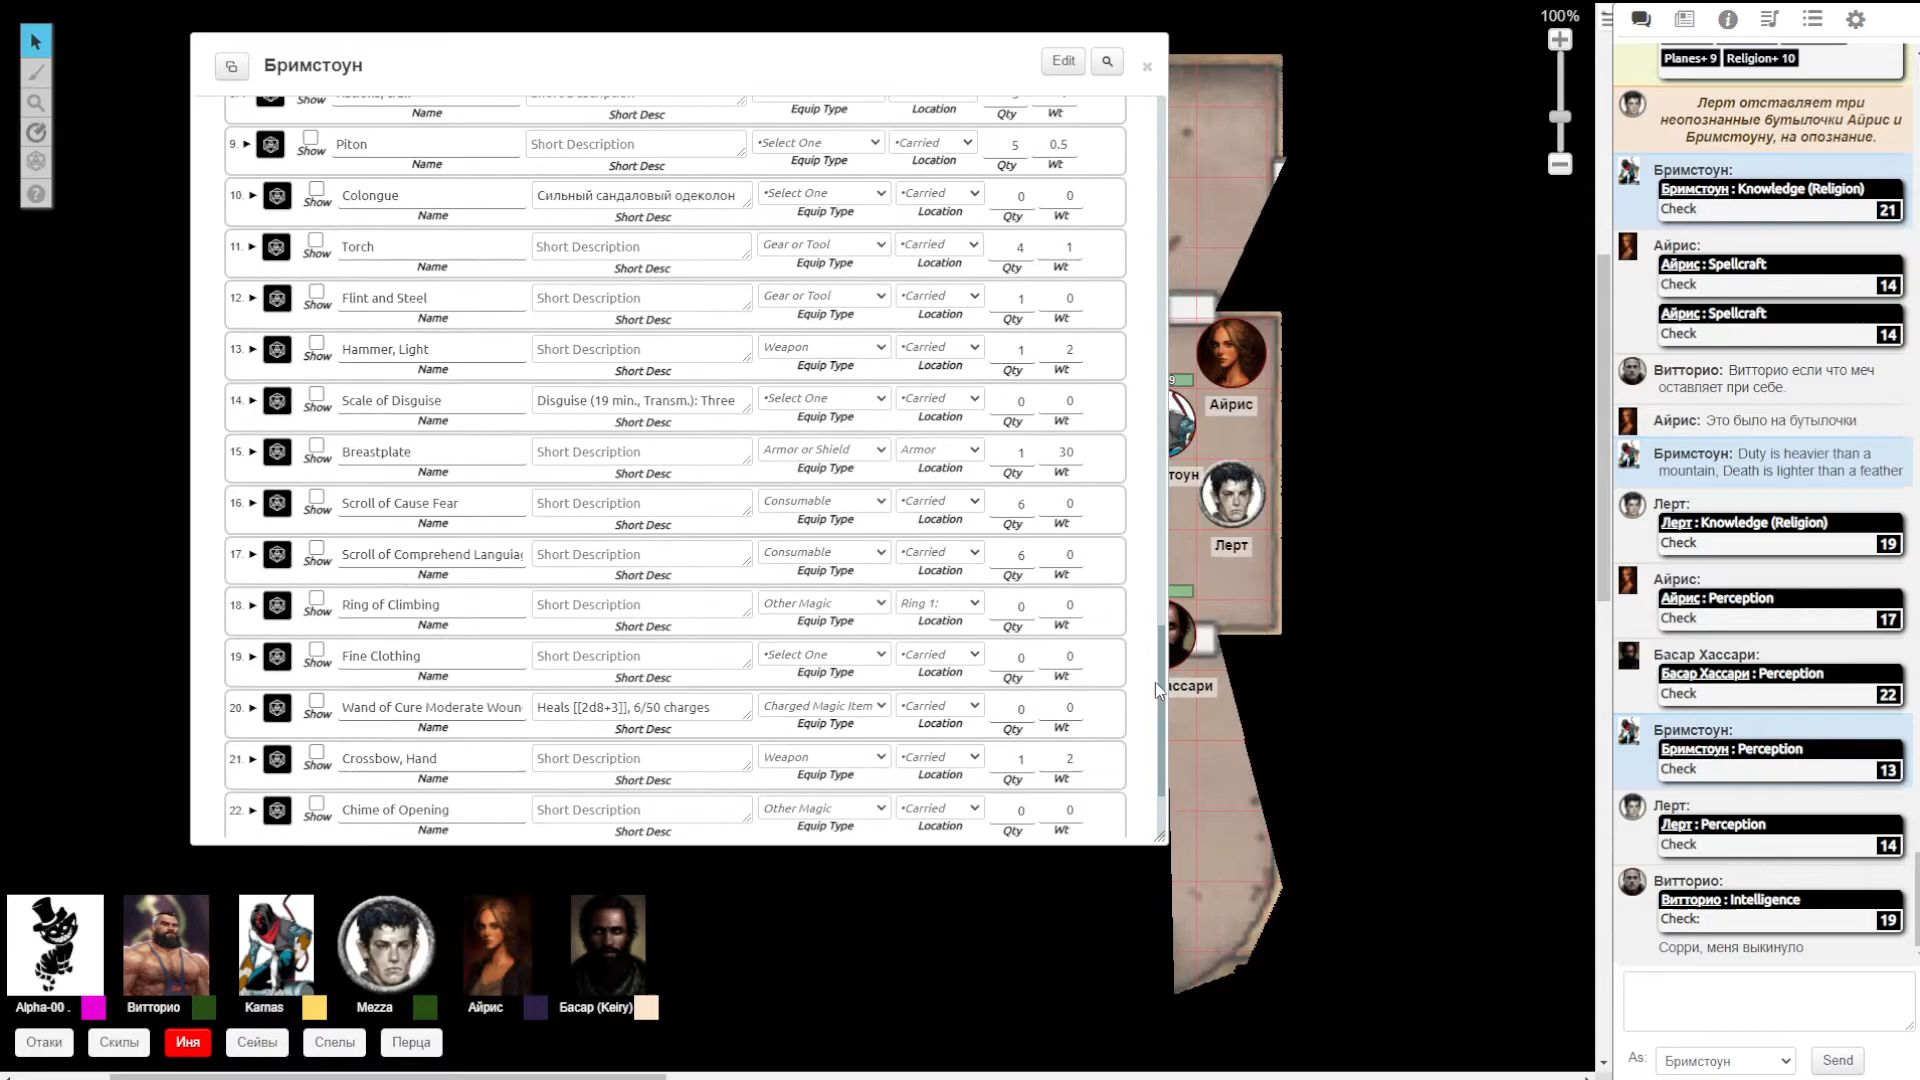 100%
Бримстоун
Edit
Name
Short Desc
Equip Type
Location
Qty
Wt
9. Show Piton Short Description •Select One •Carried 5 0.5
Name Short Desc Equip Type Location Qty Wt
10. Show Colongue Сильный сандаловый одеколон •Select One •Carried 0 0
Name Short Desc Equip Type Location Qty Wt
11. Show Torch Short Description Gear or Tool •Carried 4 1
Name Short Desc Equip Type Location Qty Wt
12. Show Flint and Steel Short Description Gear or Tool •Carried 1 0
Name Short Desc Equip Type Location Qty Wt
13. Show Hammer, Light Short Description Weapon •Carried 1 2
Name Short Desc Equip Type Location Qty Wt
14. Show Scale of Disguise Disguise (19 min., Transm.): Three •Select One •Carried 0 0
Name Short Desc Equip Type Location Qty Wt
15. Show Breastplate Short Description Armor or Shield Armor 1 30
Name Short Desc Equip Type Location Qty Wt
16. Show Scroll of Cause Fear Short Description Consumable •Carried 6 0
Name Short Desc Equip Type Location Qty Wt
17. Show Scroll of Comprehend Languag Short Description Consumable •Carried 6 0
Name Short Desc Equip Type Location Qty Wt
18. Show Ring of Climbing Short Description Other Magic Ring 1: 0 0
Name Short Desc Equip Type Location Qty Wt
19. Show Fine Clothing Short Description •Select One •Carried 0 0
Name Short Desc Equip Type Location Qty Wt
20. Show Wand of Cure Moderate Woun Heals [[2d8+3]], 6/50 charges Charged Magic Item •Carried 0 0
Name Short Desc Equip Type Location Qty Wt
21. Show Crossbow, Hand Short Description Weapon •Carried 1 2
Name Short Desc Equip Type Location Qty Wt
22. Show Chime of Opening Short Description Other Magic •Carried 0 0
Name Short Desc Equip Type Location Qty Wt
9
Айрис
тоун
Лерт
ассари
Alpha-00 .
Витторио
Karnas
Mezza
Айрис
Басар (Keiry)
Отаки
Скилы
Иня
Сейвы
Спелы
Перца
Planes+ 9 Religion+ 10
Лерт отставляет три
неопознанные бутылочки Айрис и
Бримстоуну, на опознание.
Бримстоун:
Бримстоун : Knowledge (Religion)
Check 21
Айрис:
Айрис : Spellcraft
Check 14
Айрис : Spellcraft
Check 14
Витторио: Витторио если что меч
оставляет при себе.
Айрис: Это было на бутылочки
Бримстоун: Duty is heavier than a
mountain, Death is lighter than a feather
Лерт:
Лерт : Knowledge (Religion)
Check 19
Айрис:
Айрис : Perception
Check 17
Басар Хассари:
Басар Хассари : Perception
Check 22
Бримстоун:
Бримстоун : Perception
Check 13
Лерт:
Лерт : Perception
Check 14
Витторио:
Витторио : Intelligence
Check: 19
Сорри, меня выкинуло
As: Бримстоун
Send